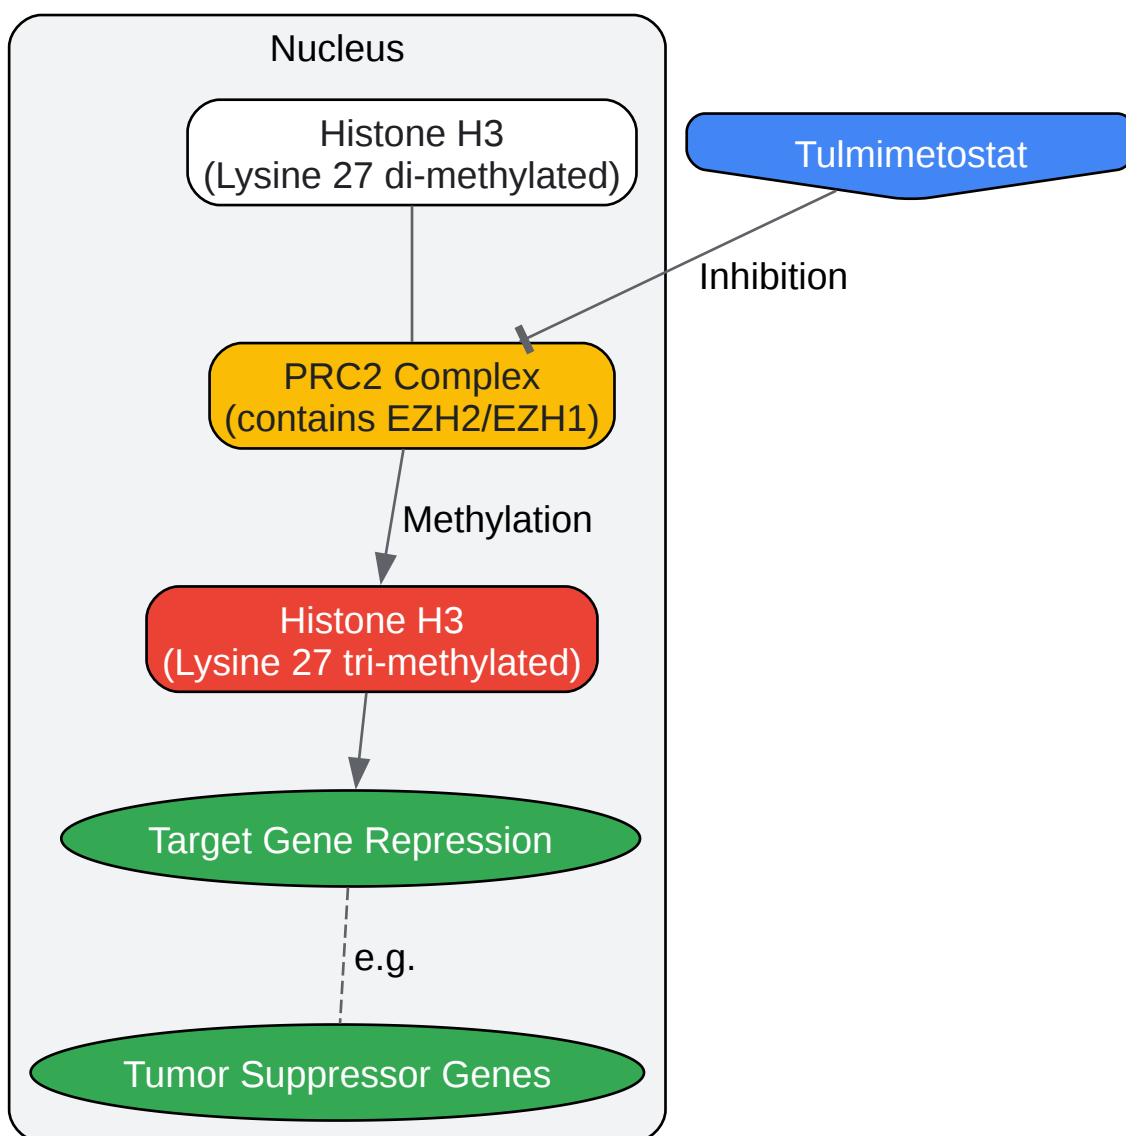 Nucleus
Histone H3
(Lysine 27 di-methylated)
Tulmimetostat
Inhibition
PRC2 Complex
(contains EZH2/EZH1)
Methylation
Histone H3
(Lysine 27 tri-methylated)
Target Gene Repression
e.g.
Tumor Suppressor Genes